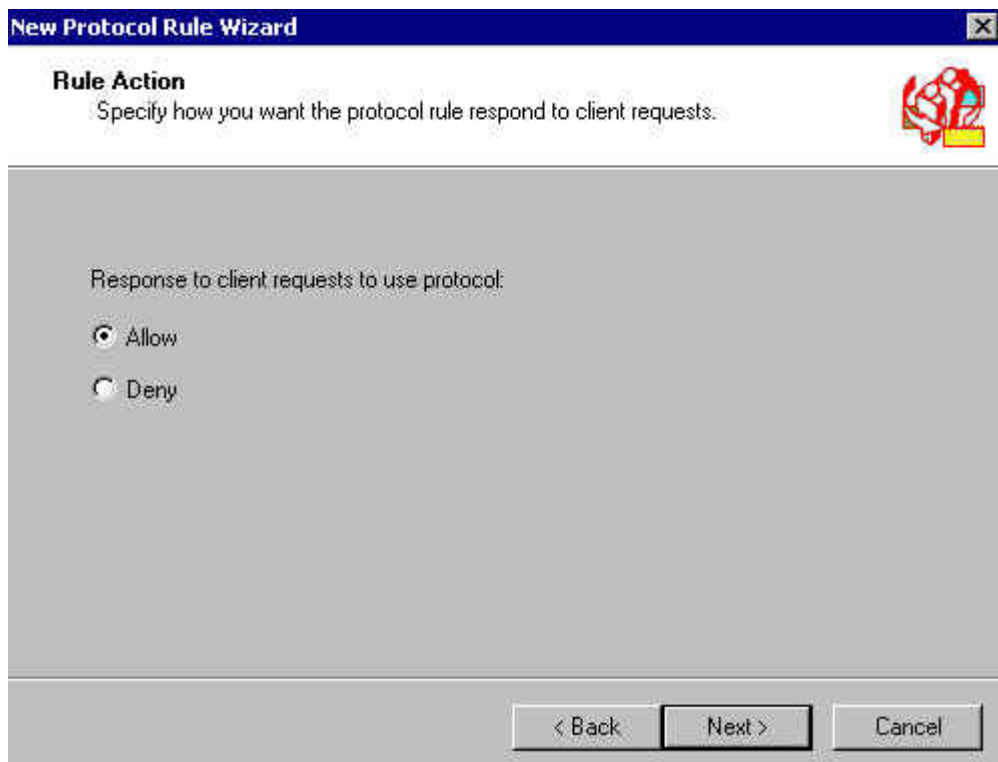 New Protocol Rule Wizard
Rule Action
Specify how you want the protocol rule respond to client requests.
Response to client requests to use protocol:
Allow
Deny
< Back Next > Cancel